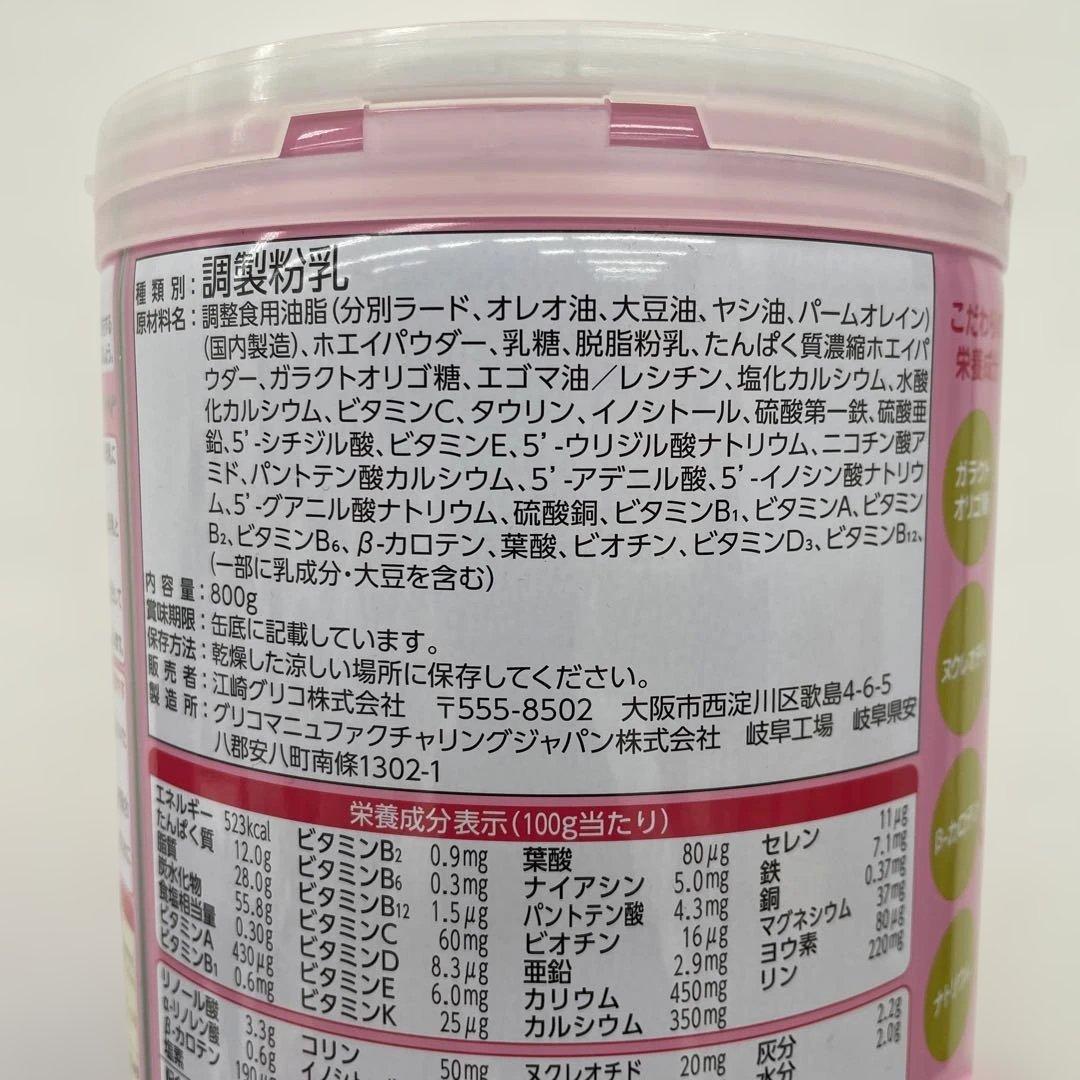 種類別：調製粉乳
原材料名：調整食用油脂(分別ラード、オレオ油、大豆油、ヤシ油、パームオレイン)
(国内製造)、ホエイパウダー、乳糖、脱脂粉乳、たんぱく質濃縮ホエイパ
ウダー、ガラクトオリゴ糖、エゴマ油／レシチン、塩化カルシウム、水酸
化カルシウム、ビタミンC、タウリン、イノシトール、硫酸第一鉄、硫酸亜
鉛、5’-シチジル酸、ビタミンE、5’-ウリジル酸ナトリウム、ニコチン酸ア
ミド、パントテン酸カルシウム、5’-アデニル酸、5’-イノシン酸ナトリウ
ム、5’-グアニル酸ナトリウム、硫酸銅、ビタミンB₁、ビタミンA、ビタミン
B₂、ビタミンB₆、β-カロテン、葉酸、ビオチン、ビタミンD₃、ビタミンB₁₂、
(一部に乳成分・大豆を含む)
内容量：800g
賞味期限：缶底に記載しています。
保存方法：乾燥した涼しい場所に保存してください。
販売者：江崎グリコ株式会社　〒555-8502　大阪市西淀川区歌島4-6-5
製造所：グリコマニュファクチャリングジャパン株式会社　岐阜工場　岐阜県安
八郡安八町南條1302-1
栄養成分表示(100g当たり)
エネルギー 523kcal
たんぱく質 12.0g
脂質 28.0g
炭水化物 55.8g
食塩相当量 0.30g
ビタミンA 430μg
ビタミンB₁ 0.6mg
ビタミンB₂ 0.9mg
ビタミンB₆ 0.3mg
ビタミンB₁₂ 1.5μg
ビタミンC 60mg
ビタミンD 8.3μg
ビタミンE 6.0mg
ビタミンK 25μg
葉酸 80μg
ナイアシン 5.0mg
パントテン酸 4.3mg
ビオチン 16μg
亜鉛 2.9mg
カリウム 450mg
カルシウム 350mg
セレン 11μg
鉄 7.1mg
銅 0.37mg
マグネシウム 37mg
ヨウ素 80μg
リン 220mg
リノール酸 3.3g
α-リノレン酸 0.6g
β-カロテン 190μg
塩素
コリン 50mg
イノシト
ヌクレオチド 20mg
灰分 2.2g
水分 2.0g
こだわ
栄養成
ガラクト
オリゴ
ヌクレオ
β-カロ
ナトリウ